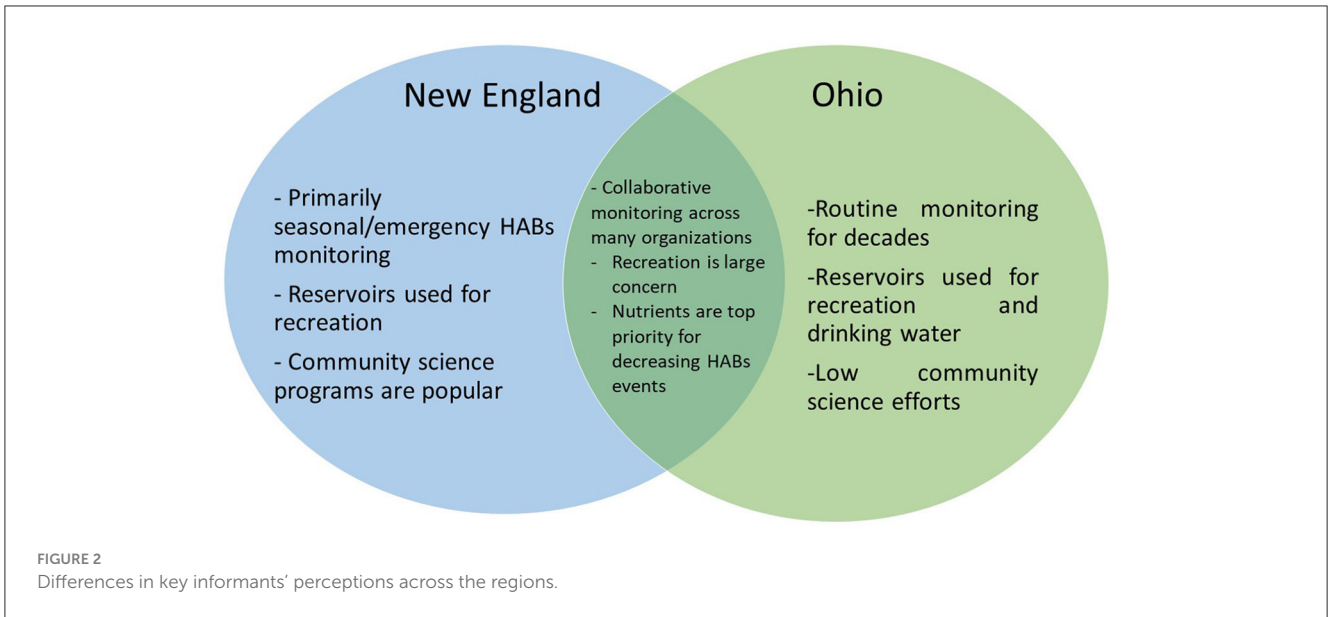 New England
- Primarily
seasonal/emergency HABs
monitoring
- Reservoirs used for
recreation
- Community science
programs are popular
- Collaborative
monitoring across
many organizations
- Recreation is large
concern
- Nutrients are top
priority for
decreasing HABs
events
Ohio
-Routine monitoring
for decades
-Reservoirs used for
recreation and
drinking water
-Low community
science efforts
FIGURE 2
Differences in key informants’ perceptions across the regions.